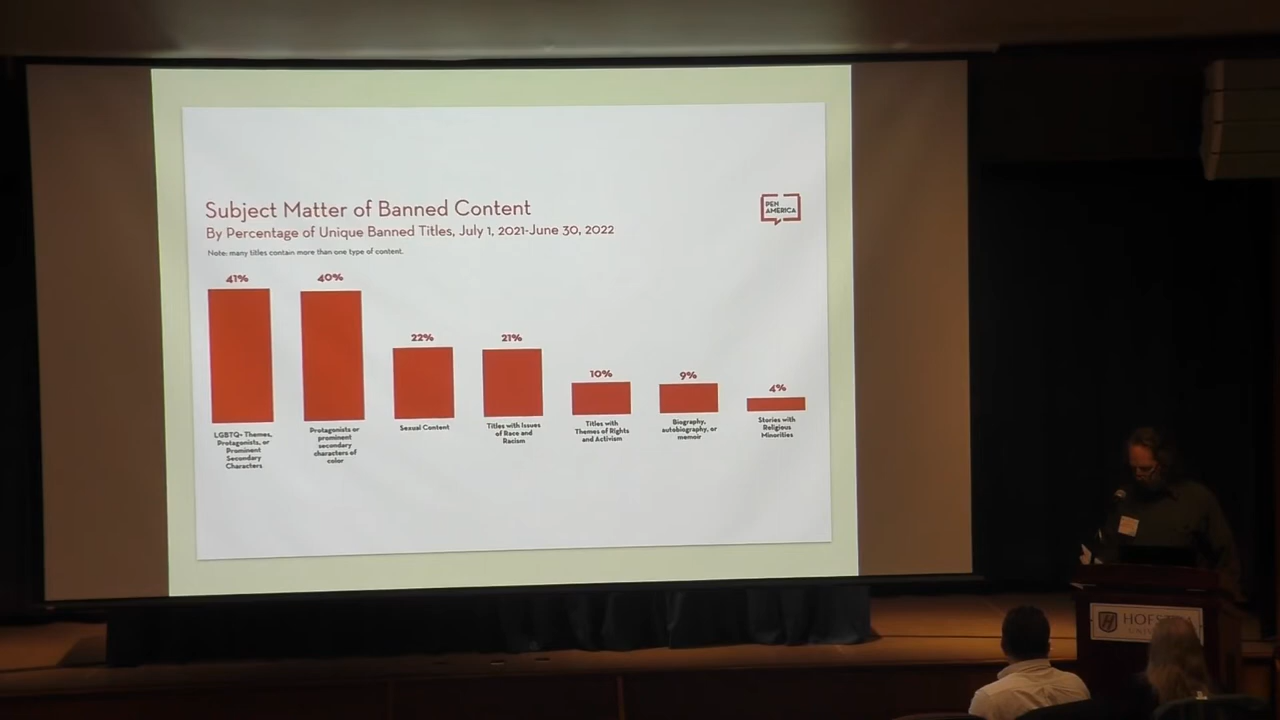 Subject Matter of Banned Content
By Percentage of Unique Banned Titles, July 1, 2021-June 30, 2022
Note: many titles contain more than one type of content.
PEN
AMERICA
41%
40%
22%
21%
10%
9%
4%
LGBTQ+ Themes,
Protagonists, or
Prominent
Secondary
Characters
Protagonists or
prominent
secondary
characters of
color
Sexual Content
Titles with Issues
of Race and
Racism
Titles with
Themes of Rights
and Activism
Biography,
autobiography, or
memoir
Stories with
Religious
Minorities